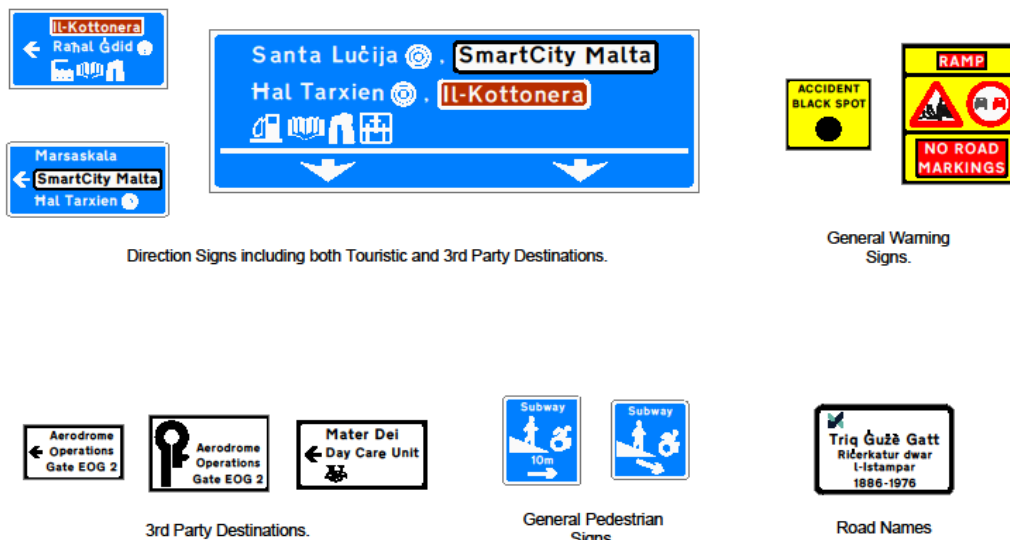 Il-Kottonera
Raħal Ġdid
Santa Luċija , SmartCity Malta
Ħal Tarxien , Il-Kottonera
Marsaskala
SmartCity Malta
Ħal Tarxien
ACCIDENT
BLACK SPOT
RAMP
NO ROAD
MARKINGS
Direction Signs including both Touristic and 3rd Party Destinations.
General Warning
Signs.
Aerodrome
Operations
Gate EOG 2
Aerodrome
Operations
Gate EOG 2
Mater Dei
Day Care Unit
Subway
10m
Subway
Triq Ġużè Gatt
Riċerkatur dwar
l-Istampar
1886-1976
3rd Party Destinations.
General Pedestrian
Signs
Road Names